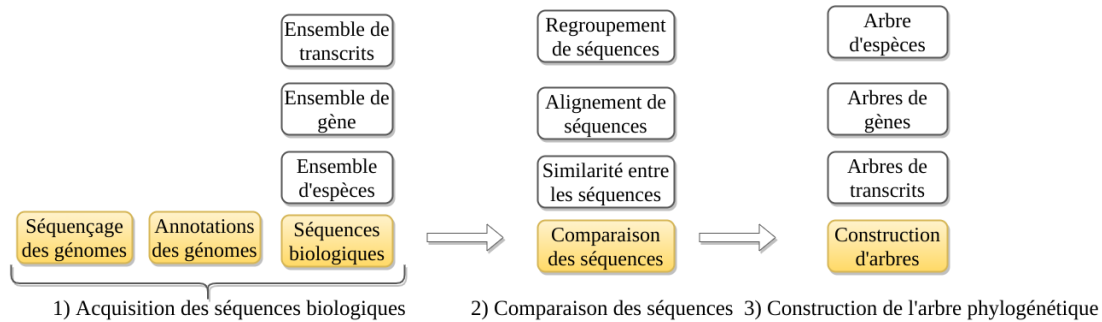 Ensemble de
transcrits
Ensemble de
gène
Ensemble
d'espèces
Séquençage
des génomes
Annotations
des génomes
Séquences
biologiques
1) Acquisition des séquences biologiques
Regroupement
de séquences
Alignement de
séquences
Similarité entre
les séquences
Comparaison
des séquences
2) Comparaison des séquences
Arbre
d'espèces
Arbres de
gènes
Arbres de
transcrits
Construction
d'arbres
3) Construction de l'arbre phylogénétique